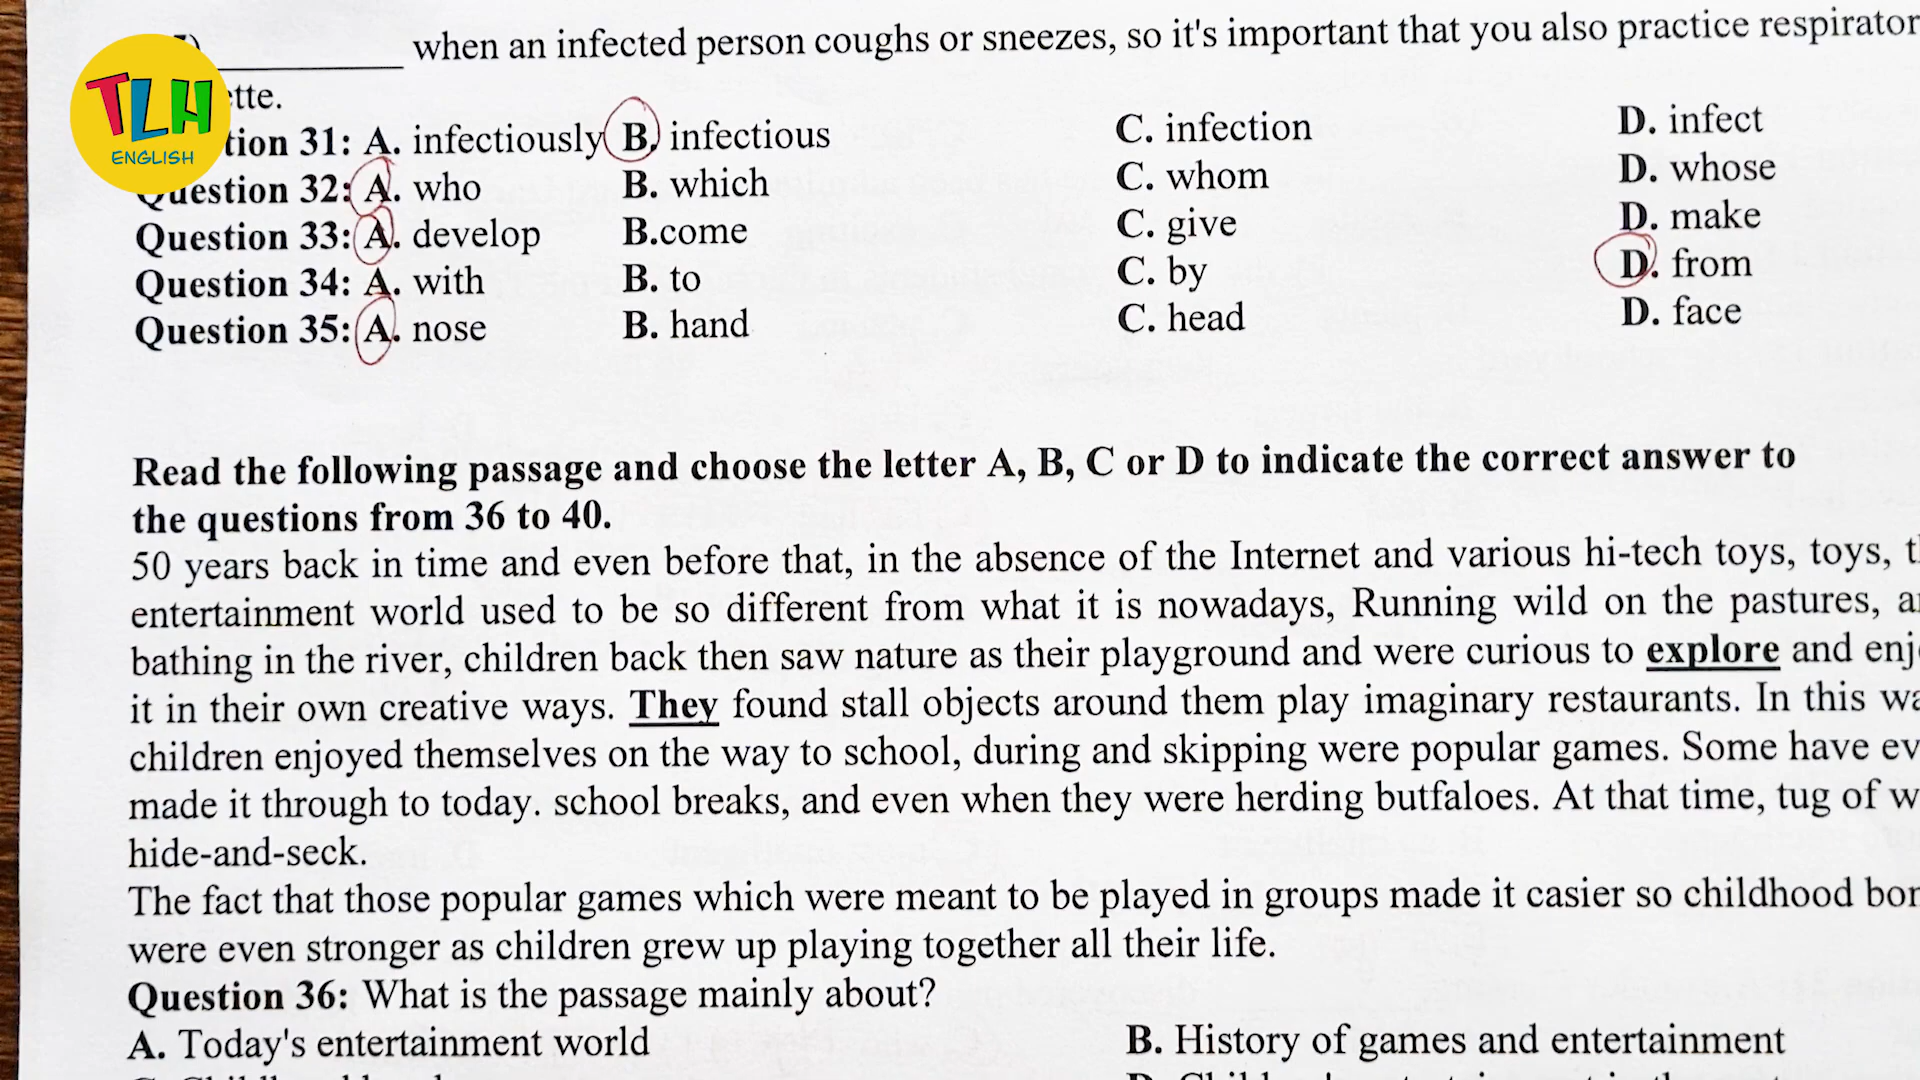 TLH
ENGLISH
when an infected person coughs or sneezes, so it's important that you also practice
tte.
tion 31: A. infectiously B. infectious C. infection D. infect
Question 32: A. who B. which C. whom D. whose
Question 33: A. develop B.come C. give D. make
Question 34: A. with B. to C. by D. from
Question 35: A. nose B. hand C. head D. face
Read the following passage and choose the letter A, B, C or D to indicate the correct answer to
the questions from 36 to 40.
50 years back in time and even before that, in the absence of the Internet and various hi-tech toys, toys,
entertainment world used to be so different from what it is nowadays, Running wild on the pastures,
bathing in the river, children back then saw nature as their playground and were curious to explore and
it in their own creative ways. They found stall objects around them play imaginary restaurants. In this
children enjoyed themselves on the way to school, during and skipping were popular games. Some have
made it through to today. school breaks, and even when they were herding butfaloes. At that time, tug of
hide-and-seck.
The fact that those popular games which were meant to be played in groups made it casier so childhood
were even stronger as children grew up playing together all their life.
Question 36: What is the passage mainly about?
A. Today's entertainment world B. History of games and entertainment